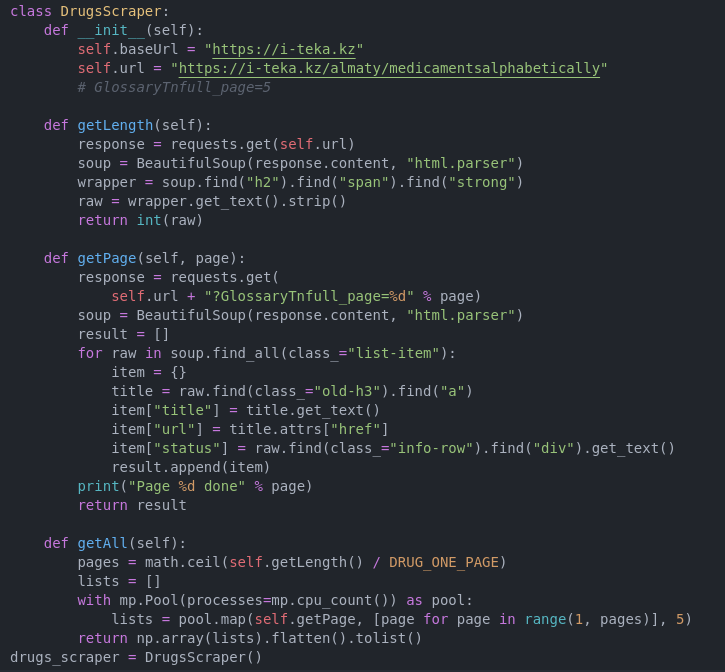 class DrugsScraper:
    def __init__(self):
        self.baseUrl = "https://i-teka.kz"
        self.url = "https://i-teka.kz/almaty/medicamentsalphabetically"
        # GlossaryTnfull_page=5

    def getLength(self):
        response = requests.get(self.url)
        soup = BeautifulSoup(response.content, "html.parser")
        wrapper = soup.find("h2").find("span").find("strong")
        raw = wrapper.get_text().strip()
        return int(raw)

    def getPage(self, page):
        response = requests.get(
            self.url + "?GlossaryTnfull_page=%d" % page)
        soup = BeautifulSoup(response.content, "html.parser")
        result = []
        for raw in soup.find_all(class_="list-item"):
            item = {}
            title = raw.find(class_="old-h3").find("a")
            item["title"] = title.get_text()
            item["url"] = title.attrs["href"]
            item["status"] = raw.find(class_="info-row").find("div").get_text()
            result.append(item)
        print("Page %d done" % page)
        return result

    def getAll(self):
        pages = math.ceil(self.getLength() / DRUG_ONE_PAGE)
        lists = []
        with mp.Pool(processes=mp.cpu_count()) as pool:
            lists = pool.map(self.getPage, [page for page in range(1, pages)], 5)
        return np.array(lists).flatten().tolist()
drugs_scraper = DrugsScraper()